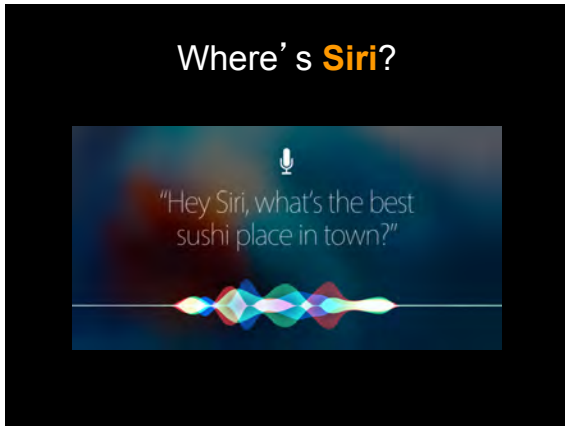 Where’s Siri?
“Hey Siri, what’s the best
sushi place in town?”